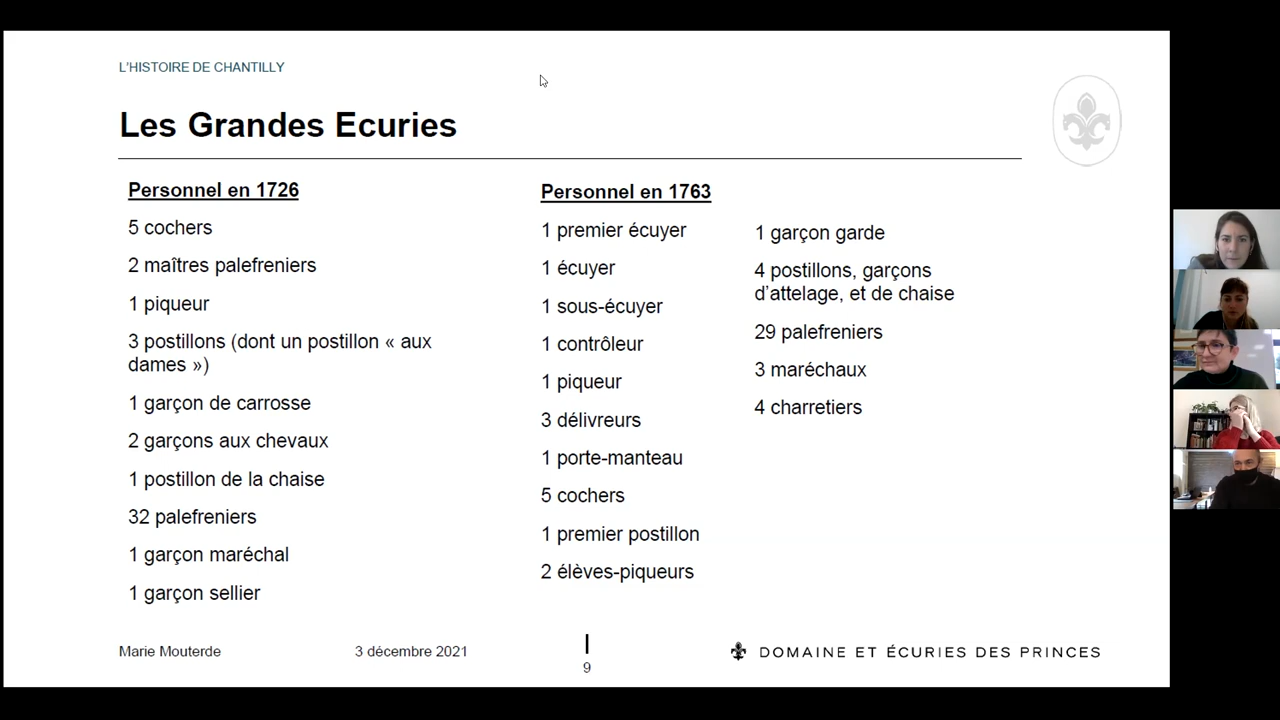 L'HISTOIRE DE CHANTILLY
Les Grandes Ecuries
Personnel en 1726
5 cochers
2 maîtres palefreniers
1 piqueur
3 postillons (dont un postillon « aux
dames »)
1 garçon de carrosse
2 garçons aux chevaux
1 postillon de la chaise
32 palefreniers
1 garçon maréchal
1 garçon sellier
Personnel en 1763
1 premier écuyer
1 écuyer
1 sous-écuyer
1 contrôleur
1 piqueur
3 délivreurs
1 porte-manteau
5 cochers
1 premier postillon
2 élèves-piqueurs
1 garçon garde
4 postillons, garçons
d'attelage, et de chaise
29 palefreniers
3 maréchaux
4 charretiers
Marie Mouterde
3 décembre 2021
9
DOMAINE ET ÉCURIES DES PRINCES